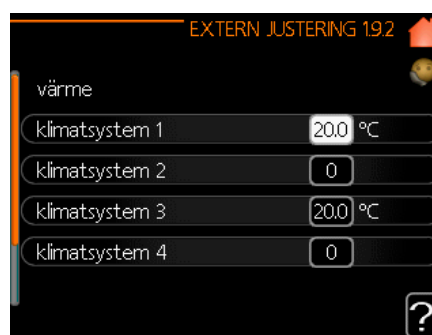 EXTERN JUSTERING 1.9.2
värme
klimatsystem 1 20.0 °C
klimatsystem 2 0
klimatsystem 3 20.0 °C
klimatsystem 4 0
?